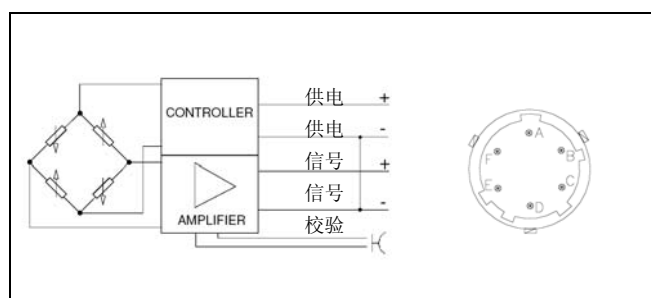 CONTROLLER
供电 +
供电 -
信号 +
信号 -
AMPLIFIER
校验
A
B
C
D
E
F